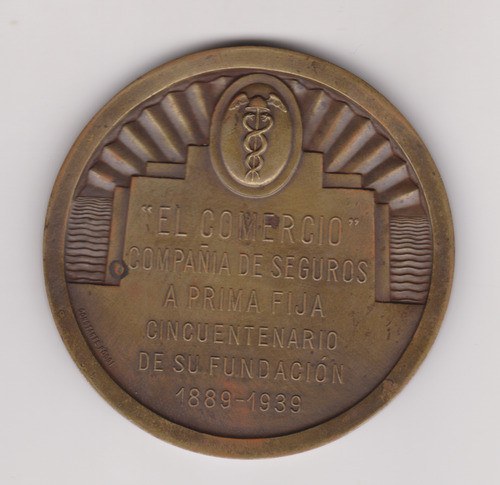 "EL COMERCIO"
COMPAÑIA DE SEGUROS
A PRIMA FIJA
CINCUENTENARIO
DE SU FUNDACIÓN
1889-1939